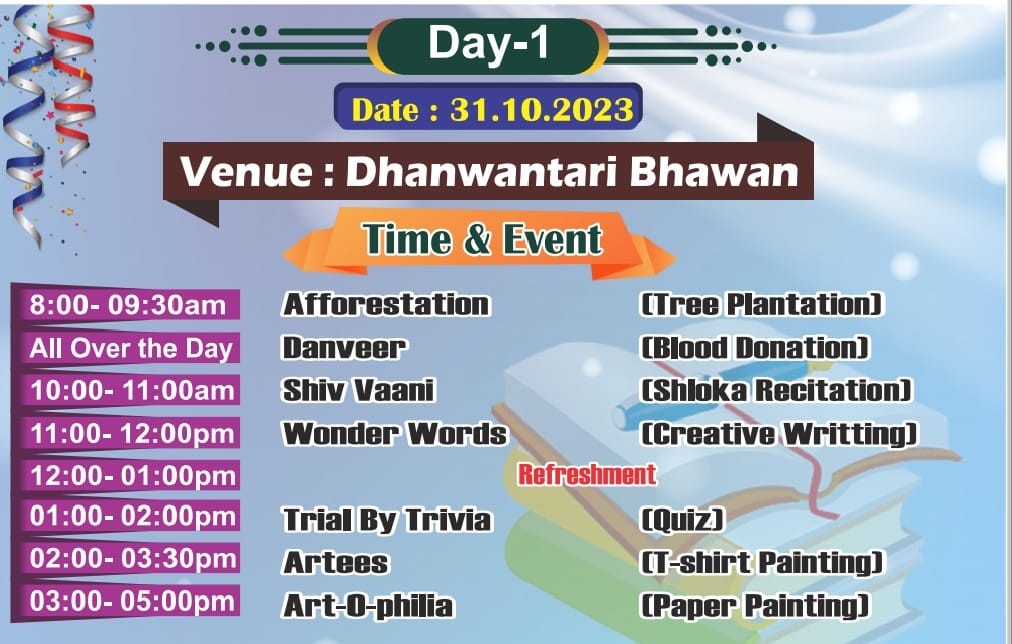 Day-1
Date : 31.10.2023
Venue : Dhanwantari Bhawan
Time & Event
8:00- 09:30am Afforestation (Tree Plantation)
All Over the Day Danveer (Blood Donation)
10:00- 11:00am Shiv Vaani (Shloka Recitation)
11:00- 12:00pm Wonder Words (Creative Writting)
12:00- 01:00pm Refreshment
01:00- 02:00pm Trial By Trivia (Quiz)
02:00- 03:30pm Artees (T-shirt Painting)
03:00- 05:00pm Art-O-philia (Paper Painting)